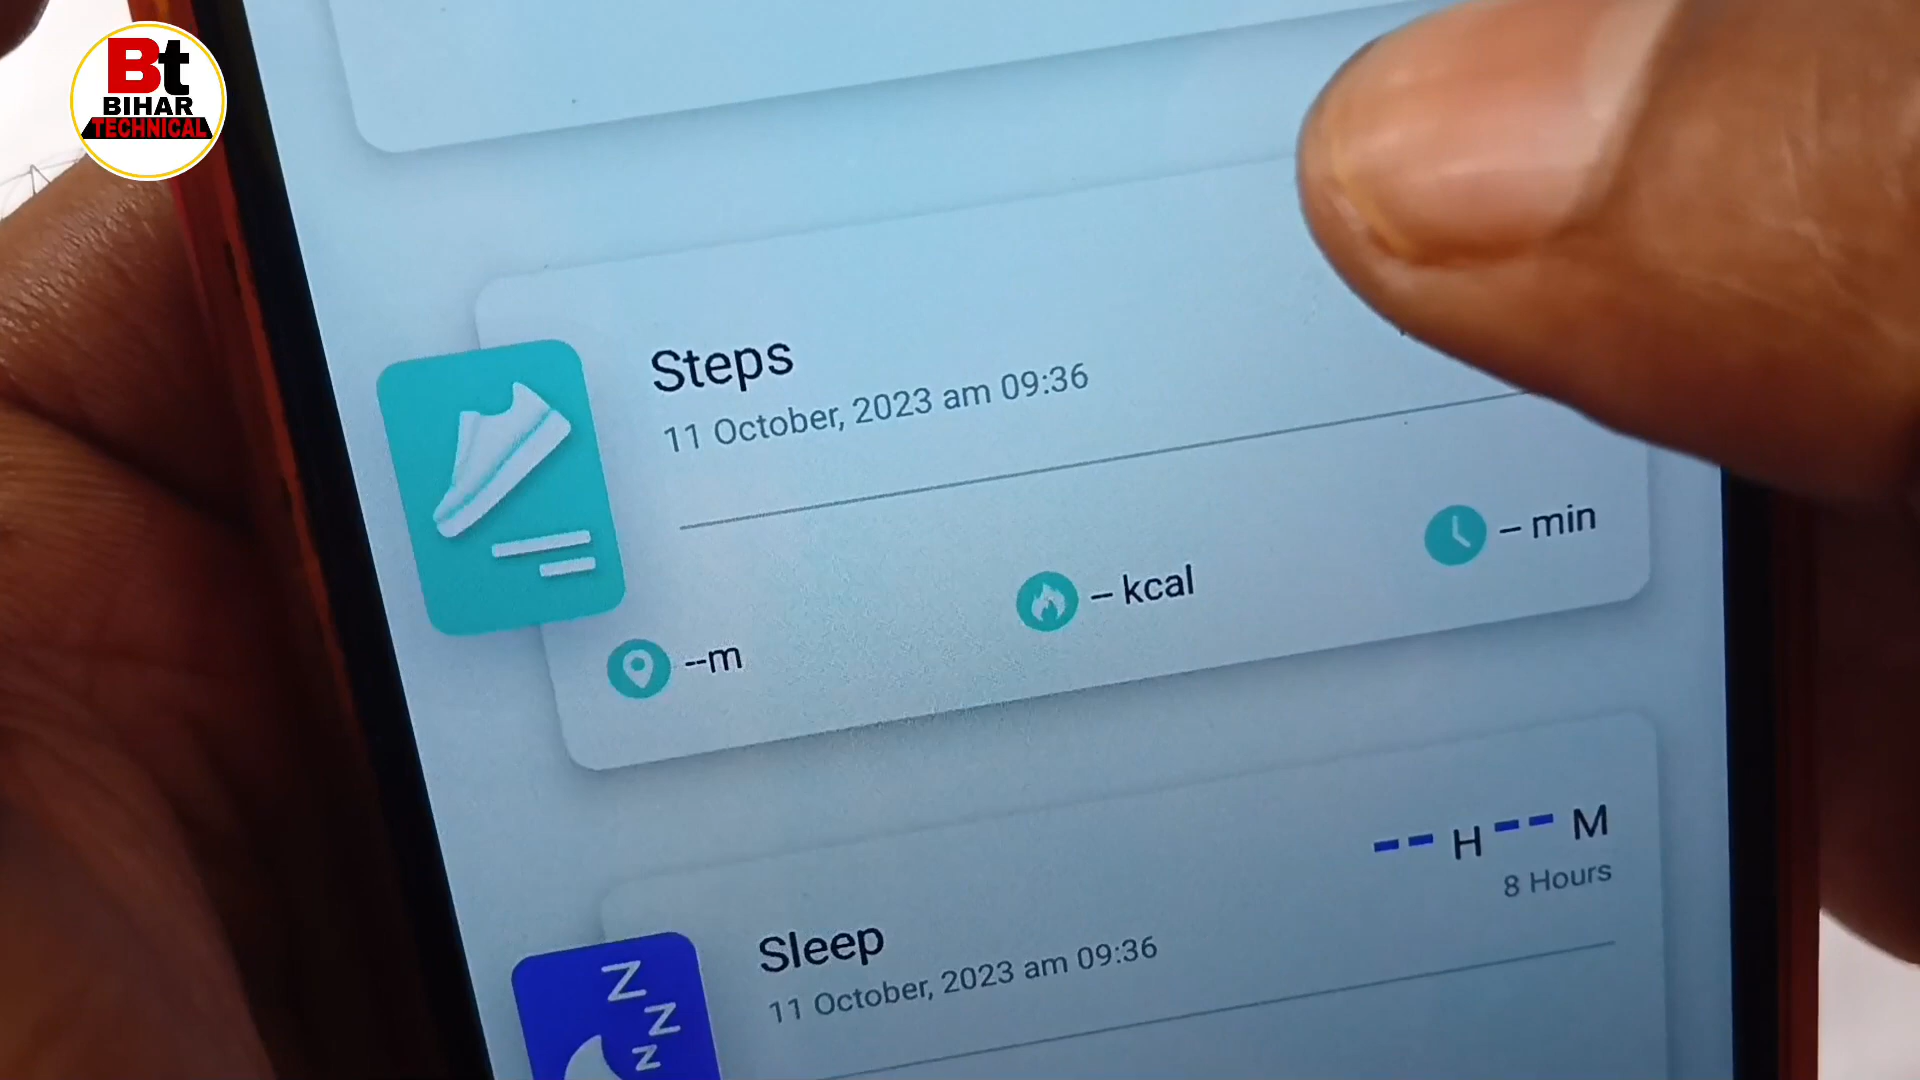 Bt
BIHAR
TECHNICAL
Steps
11 October, 2023 am 09:36
--m
– kcal
– min
Sleep
11 October, 2023 am 09:36
-- H -- M
8 Hours
Z
Z
Z